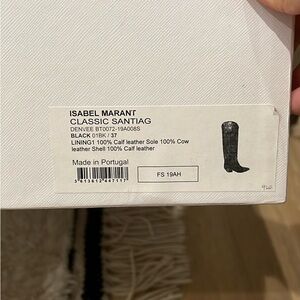 ISABEL MARANT
CLASSIC SANTIAG
DENVEE BT0072-19A008S
BLACK 01BK / 37
LINING1 100% Calf leather Sole 100% Cow
leather Shell 100% Calf leather
Made in Portugal
FS 19AH
3613612647117